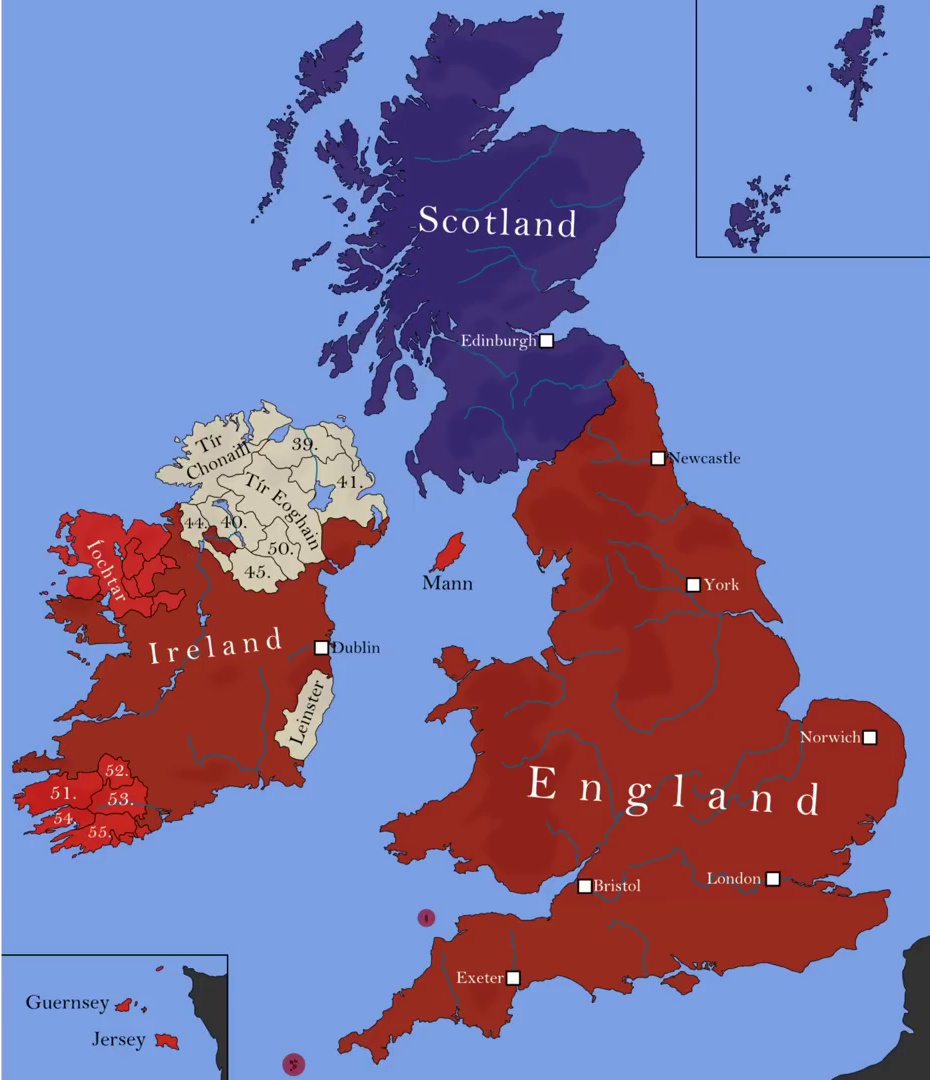 Scotland
Edinburgh
Tír
Chonaill
39.
41.
Tír Eoghain
44.
40.
50.
45.
Newcastle
Íochtar
Mann
York
Ireland
Dublin
Leinster
Norwich
52.
51.
53.
54.
55.
England
London
Bristol
Exeter
Guernsey
Jersey